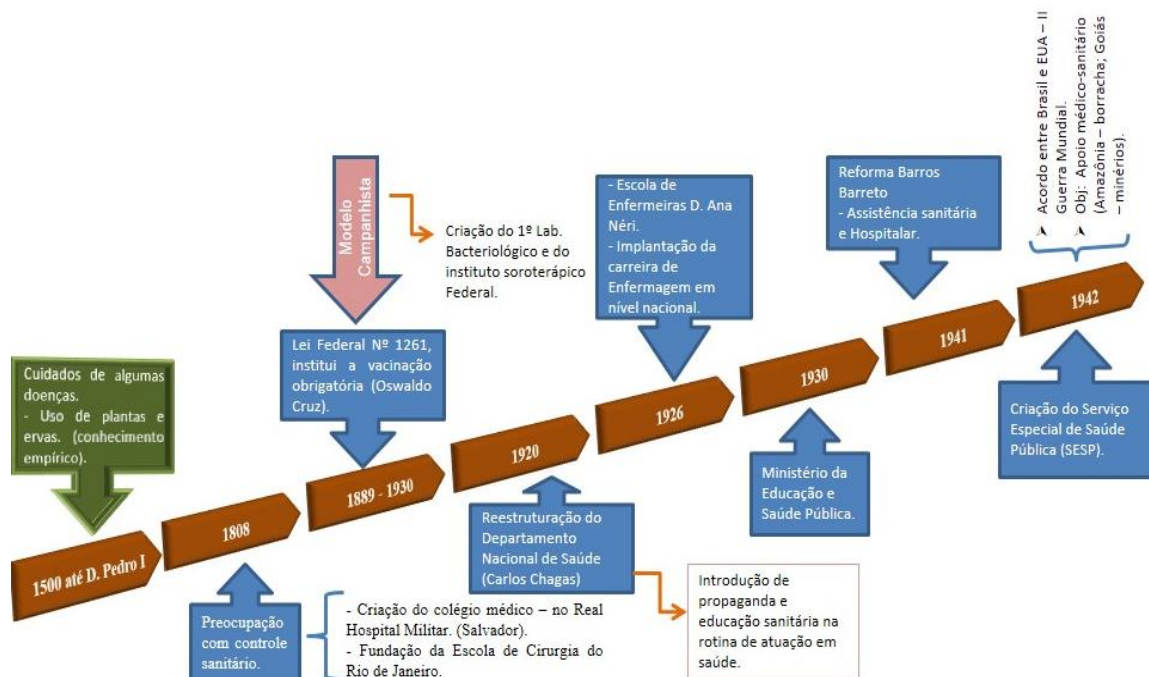 Cuidados de algumas
doenças.
- Uso de plantas e
ervas. (conhecimento
empírico).
1500 até D. Pedro I
1808
Preocupação
com controle
sanitário.
- Criação do colégio médico – no Real
Hospital Militar. (Salvador).
- Fundação da Escola de Cirurgia do
Rio de Janeiro.
Modelo
Campanhista
Criação do 1º Lab.
Bacteriológico e do
instituto soroterápico
Federal.
Lei Federal Nº 1261,
institui a vacinação
obrigatória (Oswaldo
Cruz).
1889 - 1930
1920
Reestruturação do
Departamento
Nacional de Saúde
(Carlos Chagas)
Introdução de
propaganda e
educação sanitária na
rotina de atuação em
saúde.
- Escola de
Enfermeiras D. Ana
Néri.
- Implantação da
carreira de
Enfermagem em
nível nacional.
1926
1930
Ministério da
Educação e
Saúde Pública.
Reforma Barros
Barreto
- Assistência sanitária
e Hospitalar.
1941
➢ Acordo entre Brasil e EUA – II
Guerra Mundial.
➢ Obj: Apoio médico-sanitário
(Amazônia – borracha; Goiás
– minérios).
1942
Criação do Serviço
Especial de Saúde
Pública (SESP).